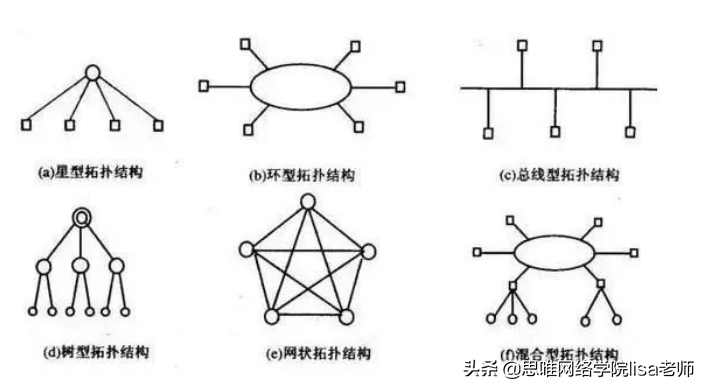 (a)星型拓扑结构
(b)环型拓扑结构
(c)总线型拓扑结构
(d)树型拓扑结构
(e)网状拓扑结构
(f)混合型拓扑结构
头条 @思唯网络学院lisa老师